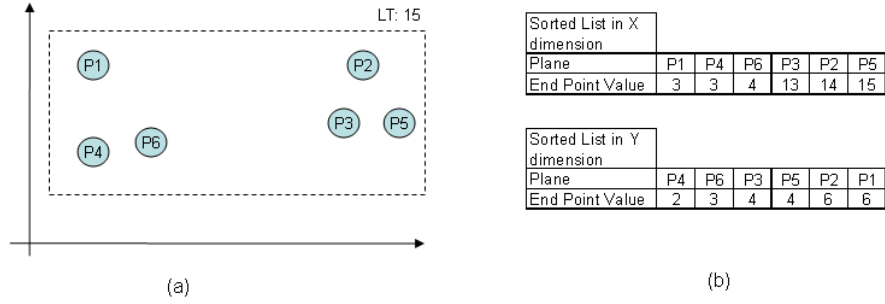 LT: 15
P1
P2
P3
P5
P6
P4
(a)
Sorted List in X
dimension
Plane P1 P4 P6 P3 P2 P5
End Point Value 3 3 4 13 14 15
Sorted List in Y
dimension
Plane P4 P6 P3 P5 P2 P1
End Point Value 2 3 4 4 6 6
(b)